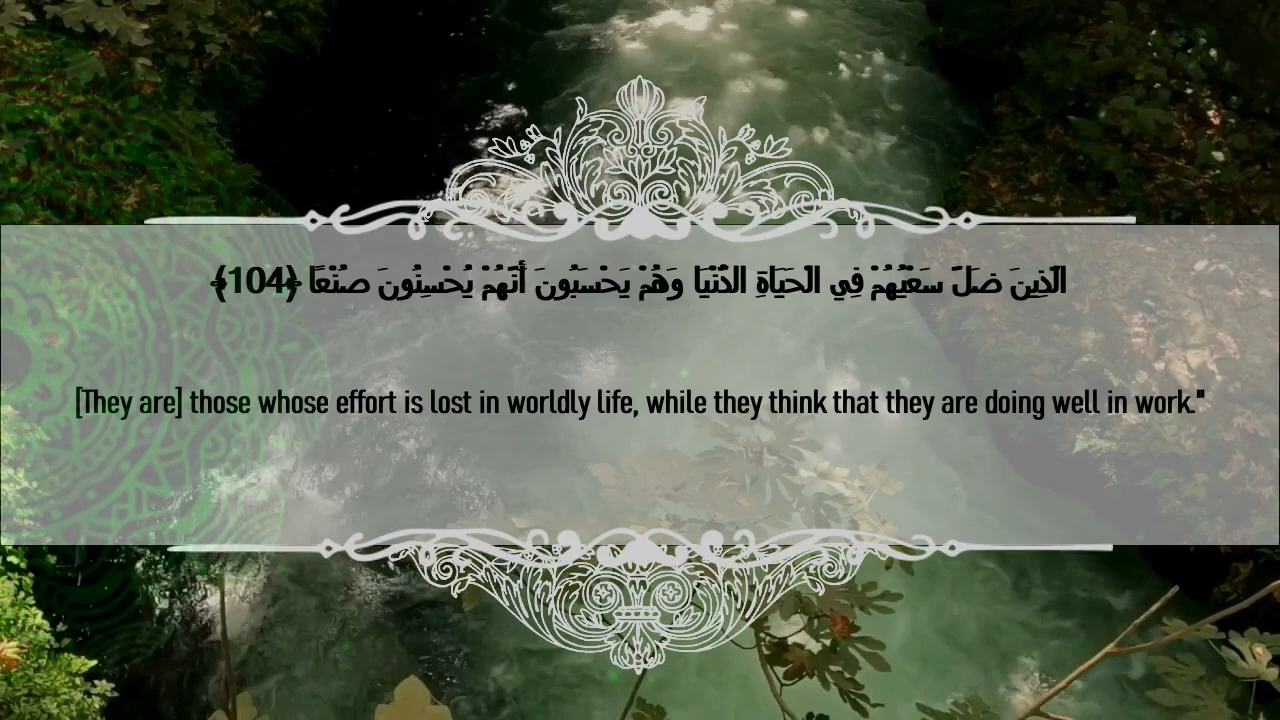 الَّذِينَ ضَلَّ سَعْيُهُمْ فِي الْحَيَاةِ الدُّنْيَا وَهُمْ يَحْسَبُونَ أَنَّهُمْ يُحْسِنُونَ صُنْعًا ﴿104﴾
[They are] those whose effort is lost in worldly life, while they think that they are doing well in work."